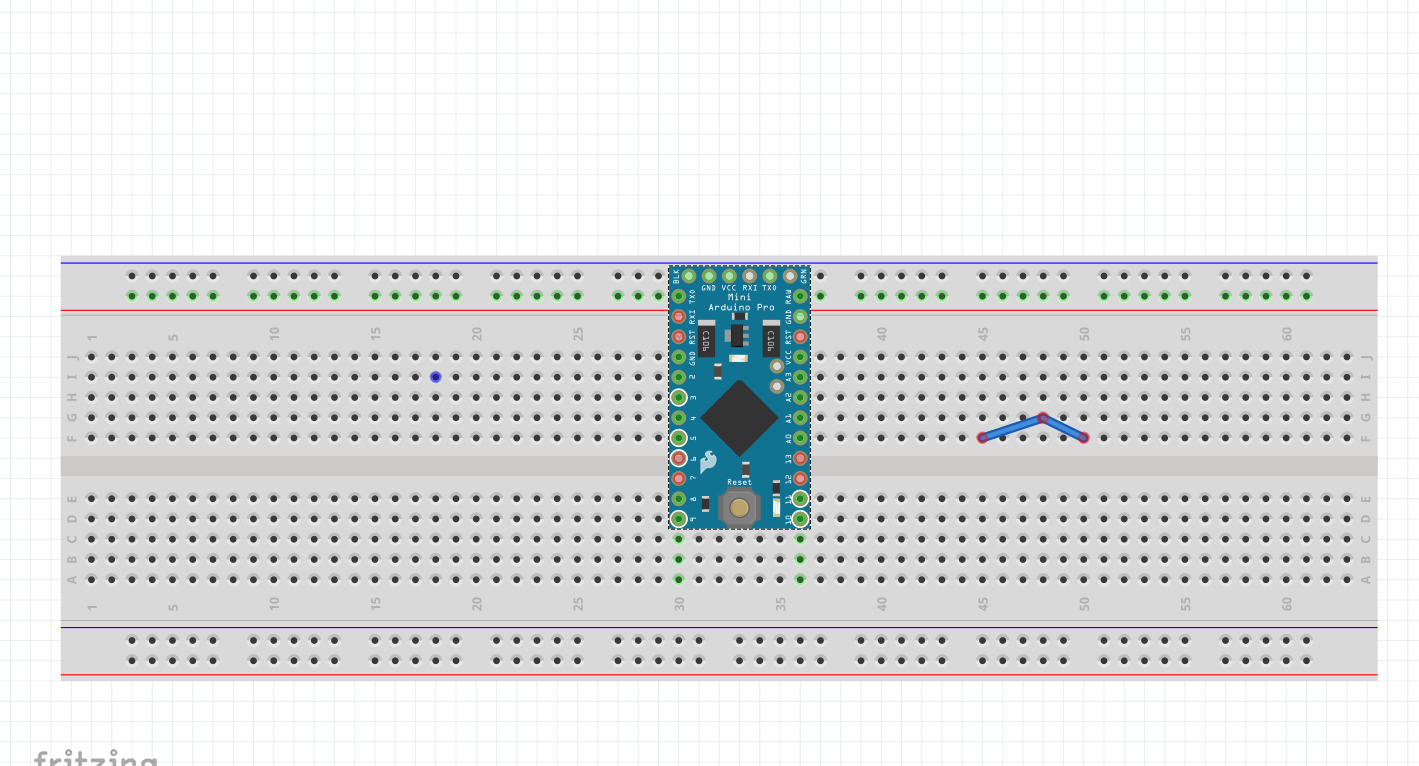 BLK GND VCC RXI TXO GRN
Mini
Arduino Pro
TXO RAW
RXI GND
RST C10P C10P RST
GND VCC
2 A3
3 A2
4 A1
5 A0
6 13
7 12
Reset
8 11
9 10
1 5 10 15 20 25 40 45 50 55 60
J J
I I
H H
G G
F F
E E
D D
C C
B B
A A
1 5 10 15 20 25 30 35 40 45 50 55 60
fritzing